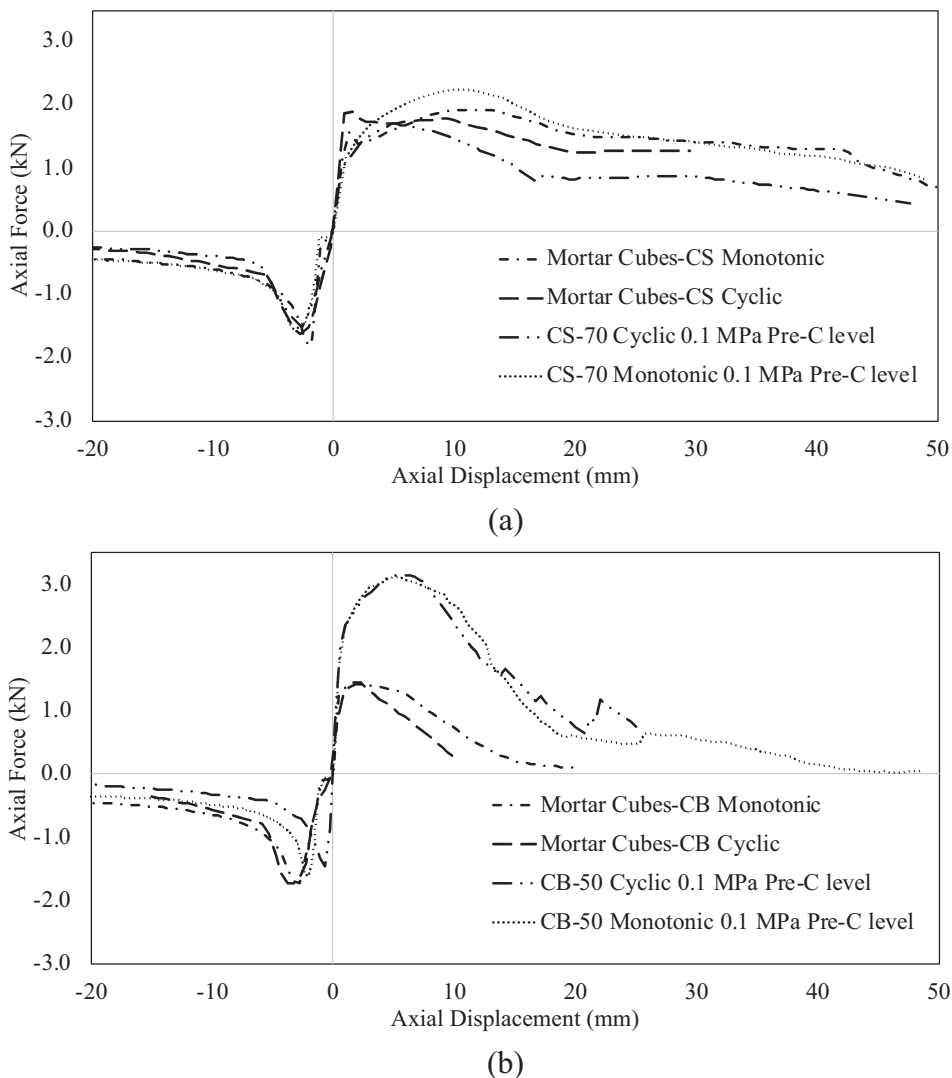 3.0
2.0
1.0
0.0
-1.0
-2.0
-3.0
Axial Force (kN)
Mortar Cubes-CS Monotonic
Mortar Cubes-CS Cyclic
CS-70 Cyclic 0.1 MPa Pre-C level
CS-70 Monotonic 0.1 MPa Pre-C level
-20 -10 0 10 20 30 40 50
Axial Displacement (mm)
(a)
3.0
2.0
1.0
0.0
-1.0
-2.0
-3.0
Axial Force (kN)
Mortar Cubes-CB Monotonic
Mortar Cubes-CB Cyclic
CB-50 Cyclic 0.1 MPa Pre-C level
CB-50 Monotonic 0.1 MPa Pre-C level
-20 -10 0 10 20 30 40 50
Axial Displacement (mm)
(b)